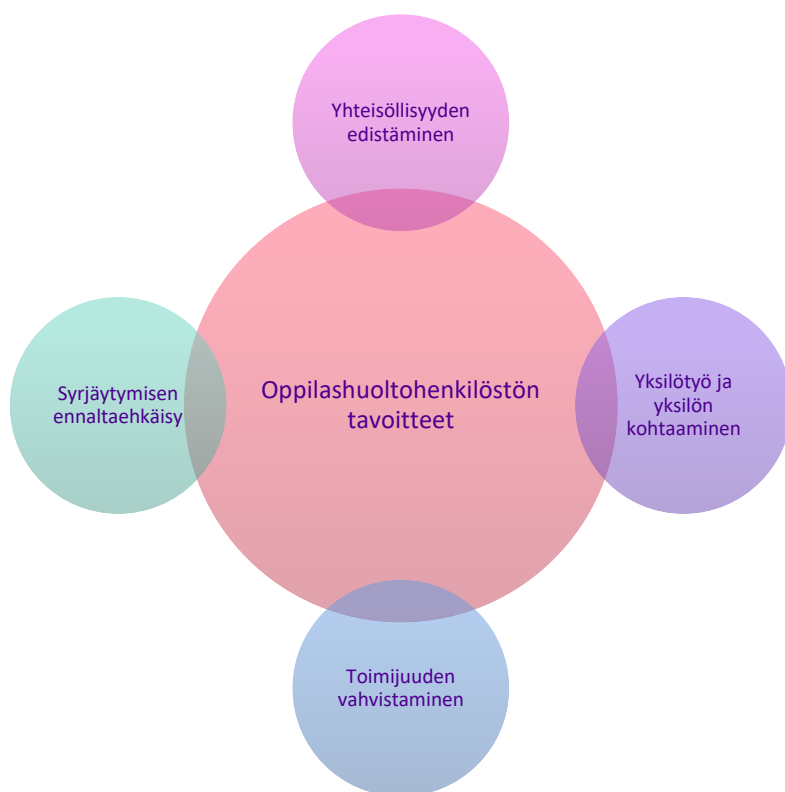 Yhteisöllisyyden
edistäminen
Syrjäytymisen
ennaltaehkäisy
Oppilashuoltohenkilöstön
tavoitteet
Yksilötyö ja
yksilön
kohtaaminen
Toimijuuden
vahvistaminen